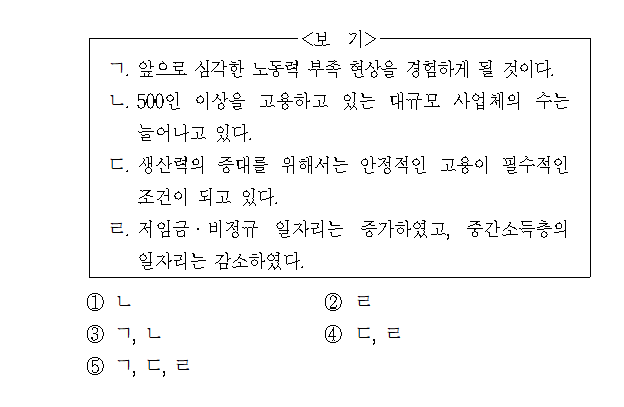 <보 기>
ㄱ. 앞으로 심각한 노동력 부족 현상을 경험하게 될 것이다.
ㄴ. 500인 이상을 고용하고 있는 대규모 사업체의 수는
늘어나고 있다.
ㄷ. 생산력의 증대를 위해서는 안정적인 고용이 필수적인
조건이 되고 있다.
ㄹ. 저임금·비정규 일자리는 증가하였고, 중간소득층의
일자리는 감소하였다.
① ㄴ ② ㄹ
③ ㄱ, ㄴ ④ ㄷ, ㄹ
⑤ ㄱ, ㄷ, ㄹ